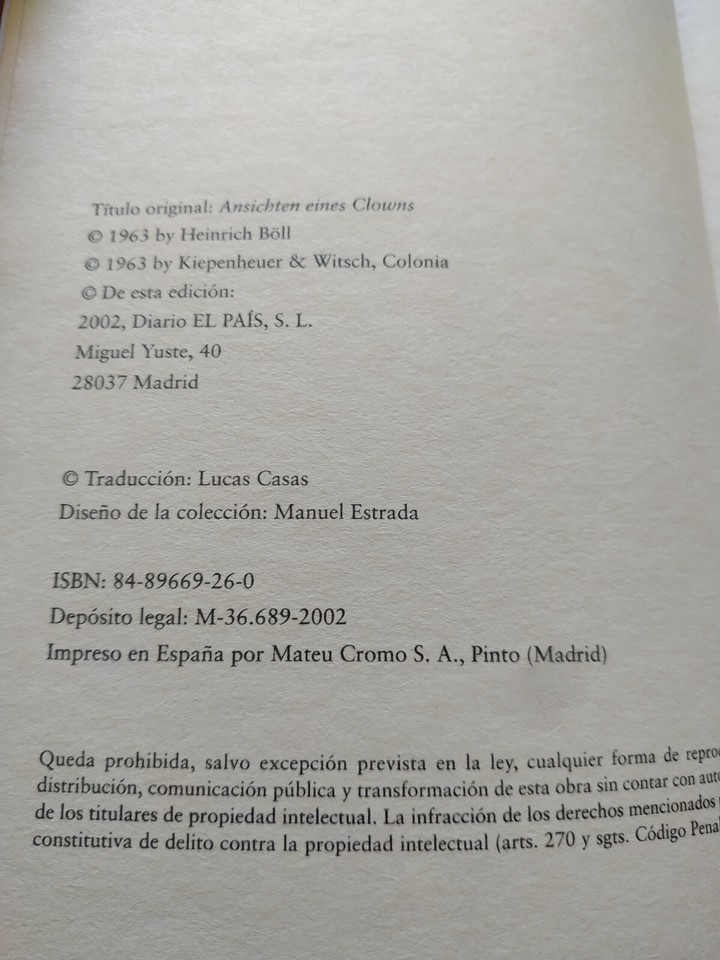 Título original: Ansichten eines Clowns
© 1963 by Heinrich Böll
© 1963 by Kiepenheuer & Witsch, Colonia
© De esta edición:
2002, Diario EL PAÍS, S. L.
Miguel Yuste, 40
28037 Madrid
© Traducción: Lucas Casas
Diseño de la colección: Manuel Estrada
ISBN: 84-89669-26-0
Depósito legal: M-36.689-2002
Impreso en España por Mateu Cromo S. A., Pinto (Madrid)
Queda prohibida, salvo excepción prevista en la ley, cualquier forma de
distribución, comunicación pública y transformación de esta obra sin contar con
de los titulares de propiedad intelectual. La infracción de los derechos mencionados
constitutiva de delito contra la propiedad intelectual (arts. 270 y sgts. Código